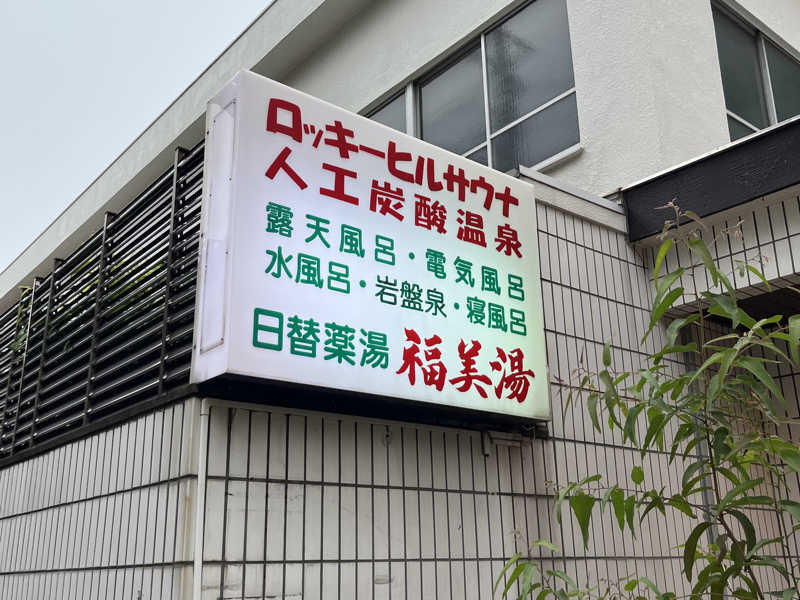 ロッキーヒルサウナ
人工炭酸温泉
露天風呂・電気風呂
水風呂・岩盤泉・寝風呂
日替薬湯 福美湯